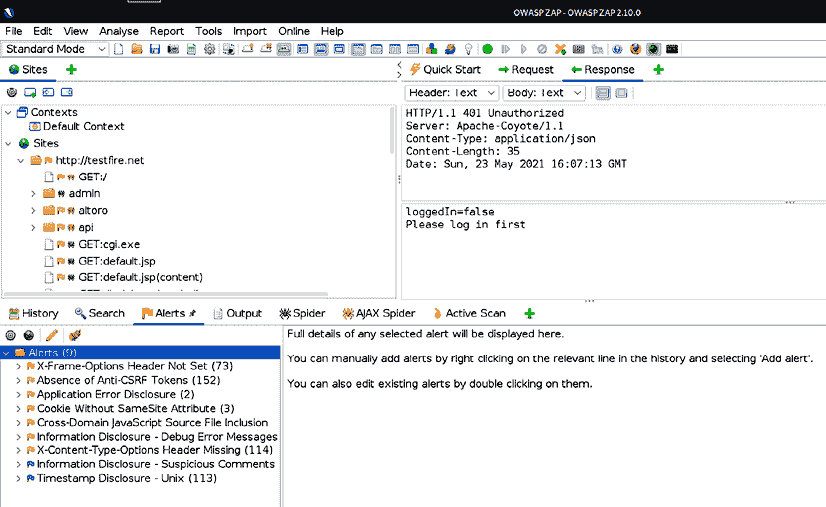 OWASP ZAP - OWASP ZAP 2.10.0
File Edit View Analyse Report Tools Import Online Help
Standard Mode
Sites
Quick Start Request Response
Header: Text Body: Text
Contexts
Default Context
Sites
http://testfire.net
GET:/
admin
altoro
api
GET:cgi.exe
GET:default.jsp
GET:default.jsp(content)
HTTP/1.1 401 Unauthorized
Server: Apache-Coyote/1.1
Content-Type: application/json
Content-Length: 35
Date: Sun, 23 May 2021 16:07:13 GMT
loggedIn=false
Please log in first
History Search Alerts Output Spider AJAX Spider Active Scan
Alerts (9)
X-Frame-Options Header Not Set (73)
Absence of Anti-CSRF Tokens (152)
Application Error Disclosure (2)
Cookie Without SameSite Attribute (3)
Cross-Domain JavaScript Source File Inclusion
Information Disclosure - Debug Error Messages
X-Content-Type-Options Header Missing (114)
Information Disclosure - Suspicious Comments
Timestamp Disclosure - Unix (113)
Full details of any selected alert will be displayed here.
You can manually add alerts by right clicking on the relevant line in the history and selecting 'Add alert'.
You can also edit existing alerts by double clicking on them.